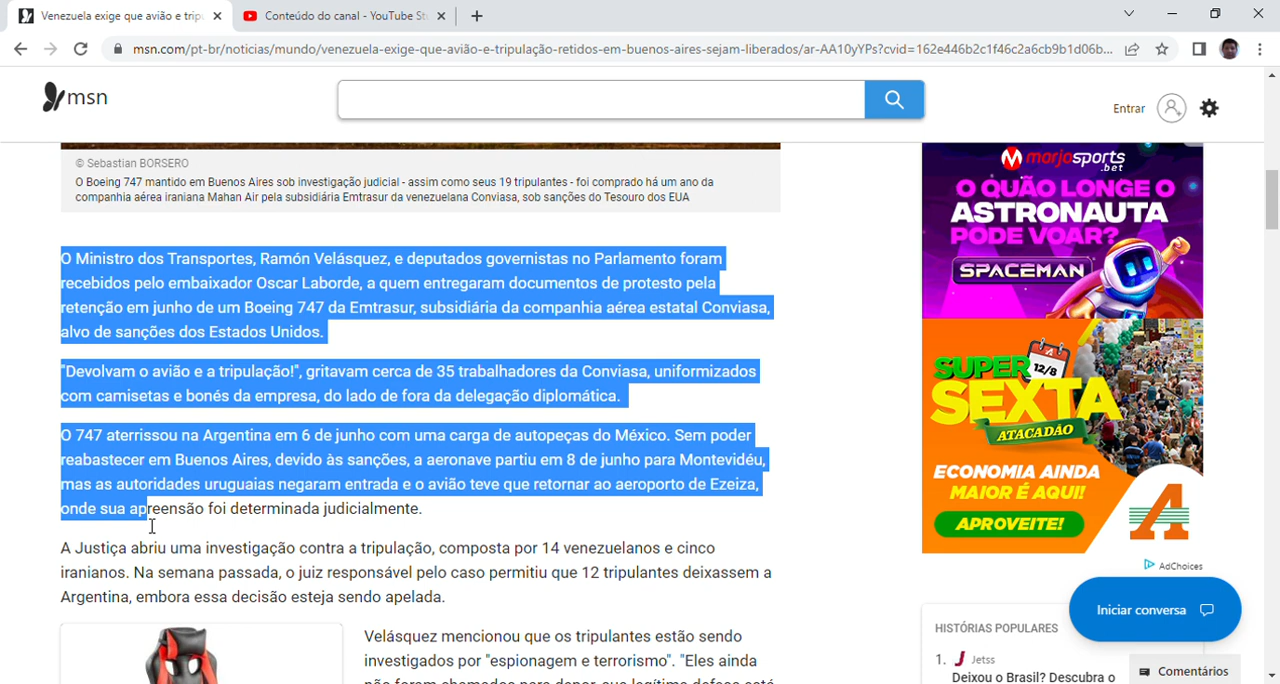 Venezuela exige que avião e tripu
Conteúdo do canal - YouTube St
msn.com/pt-br/noticias/mundo/venezuela-exige-que-avião-e-tripulação-retidos-em-buenos-aires-sejam-liberados/ar-AA10yYPs?cvid=162e446b2c1f46c2a6cb9b1d06b...
msn
Entrar
© Sebastian BORSERO
O Boeing 747 mantido em Buenos Aires sob investigação judicial - assim como seus 19 tripulantes - foi comprado há um ano da
companhia aérea iraniana Mahan Air pela subsidiária Emtrasur da venezuelana Conviasa, sob sanções do Tesouro dos EUA
O Ministro dos Transportes, Ramón Velásquez, e deputados governistas no Parlamento foram
recebidos pelo embaixador Oscar Laborde, a quem entregaram documentos de protesto pela
retenção em junho de um Boeing 747 da Emtrasur, subsidiária da companhia aérea estatal Conviasa,
alvo de sanções dos Estados Unidos.
"Devolvam o avião e a tripulação!", gritavam cerca de 35 trabalhadores da Conviasa, uniformizados
com camisetas e bonés da empresa, do lado de fora da delegação diplomática.
O 747 aterrissou na Argentina em 6 de junho com uma carga de autopeças do México. Sem poder
reabastecer em Buenos Aires, devido às sanções, a aeronave partiu em 8 de junho para Montevidéu,
mas as autoridades uruguaias negaram entrada e o avião teve que retornar ao aeroporto de Ezeiza,
onde sua apreensão foi determinada judicialmente.
A Justiça abriu uma investigação contra a tripulação, composta por 14 venezuelanos e cinco
iranianos. Na semana passada, o juiz responsável pelo caso permitiu que 12 tripulantes deixassem a
Argentina, embora essa decisão esteja sendo apelada.
Velásquez mencionou que os tripulantes estão sendo
investigados por "espionagem e terrorismo". "Eles ainda
não foram chamados para depor, sua legítima defesa está
morjosports
.bet
O QUÃO LONGE O
ASTRONAUTA
PODE VOAR?
SPACEMAN
SUPER
12/8
SEXTA
ATACADÃO
ECONOMIA AINDA
MAIOR É AQUI!
APROVEITE!
AdChoices
Iniciar conversa
HISTÓRIAS POPULARES
1.
Jetss
Deixou o Brasil? Descubra o
Comentários